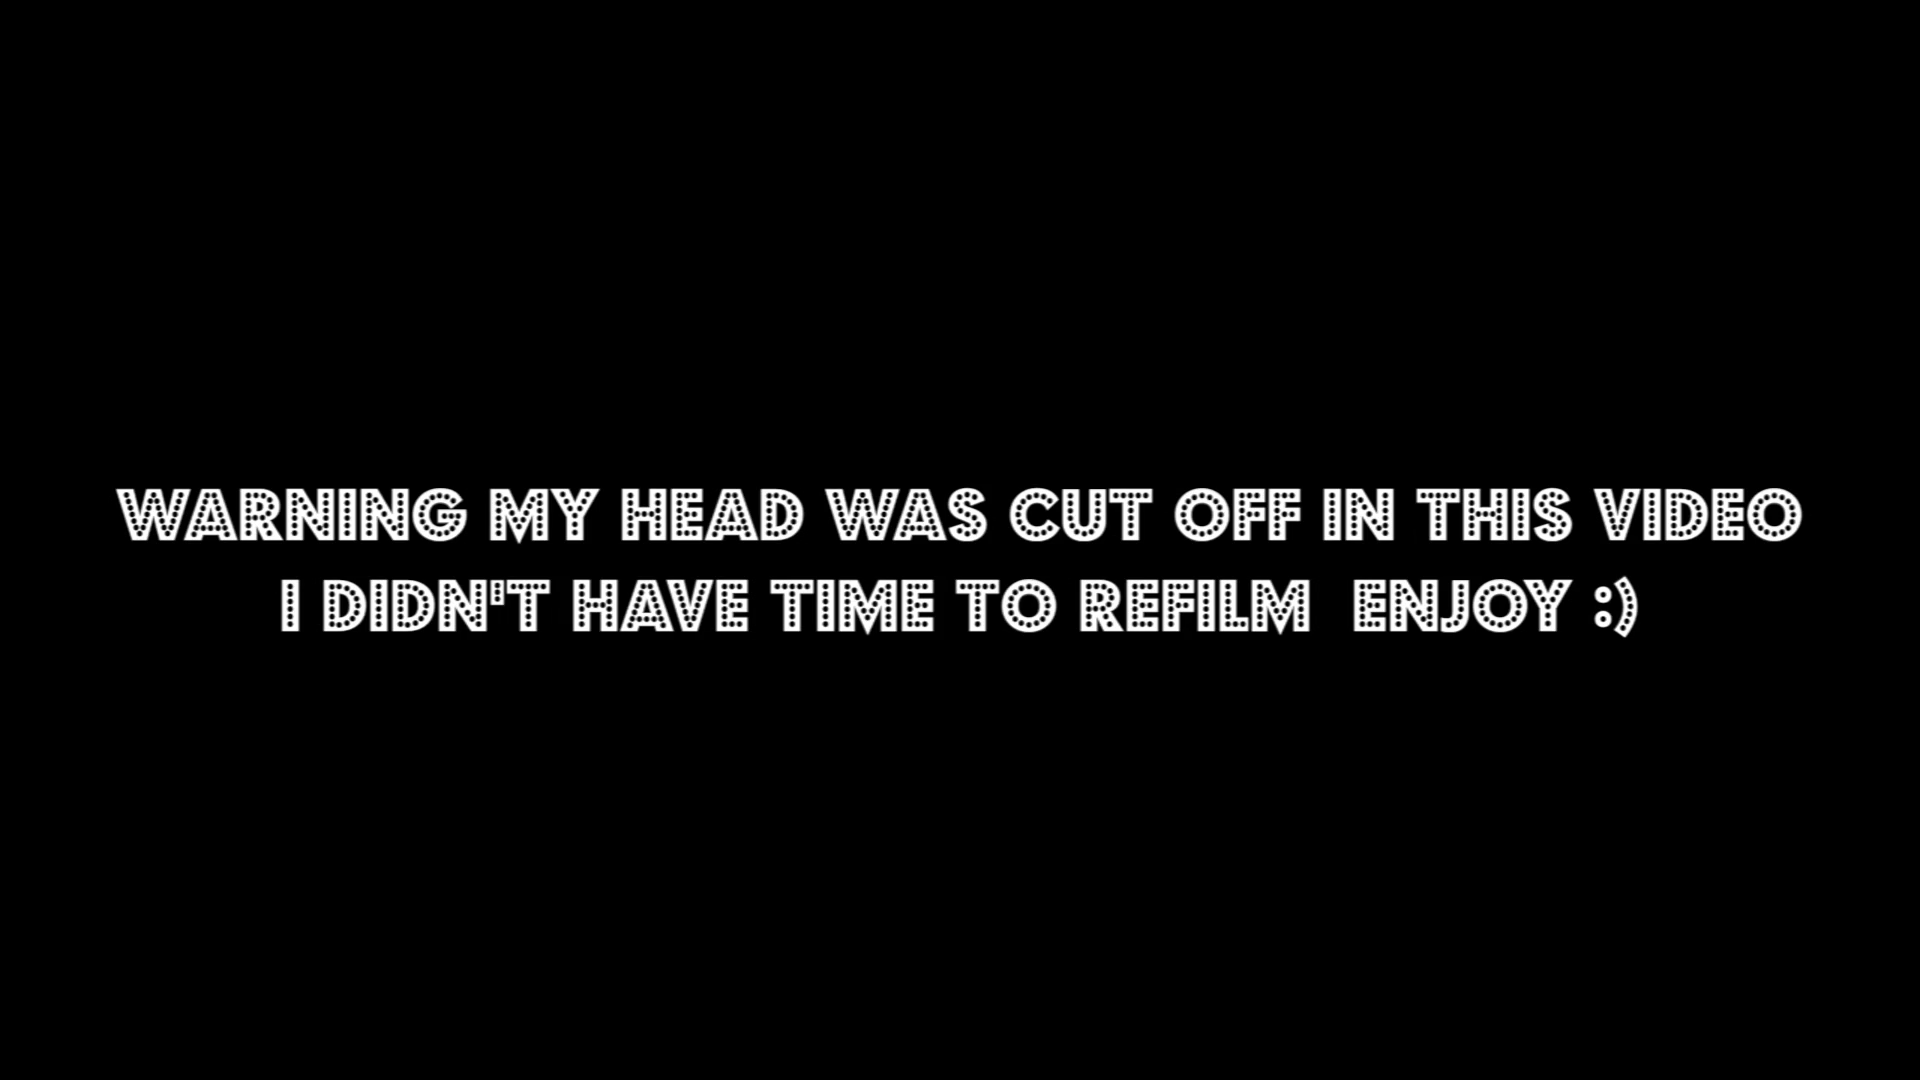 WARNING MY HEAD WAS CUT OFF IN THIS VIDEO
I DIDN'T HAVE TIME TO REFILM  ENJOY :)